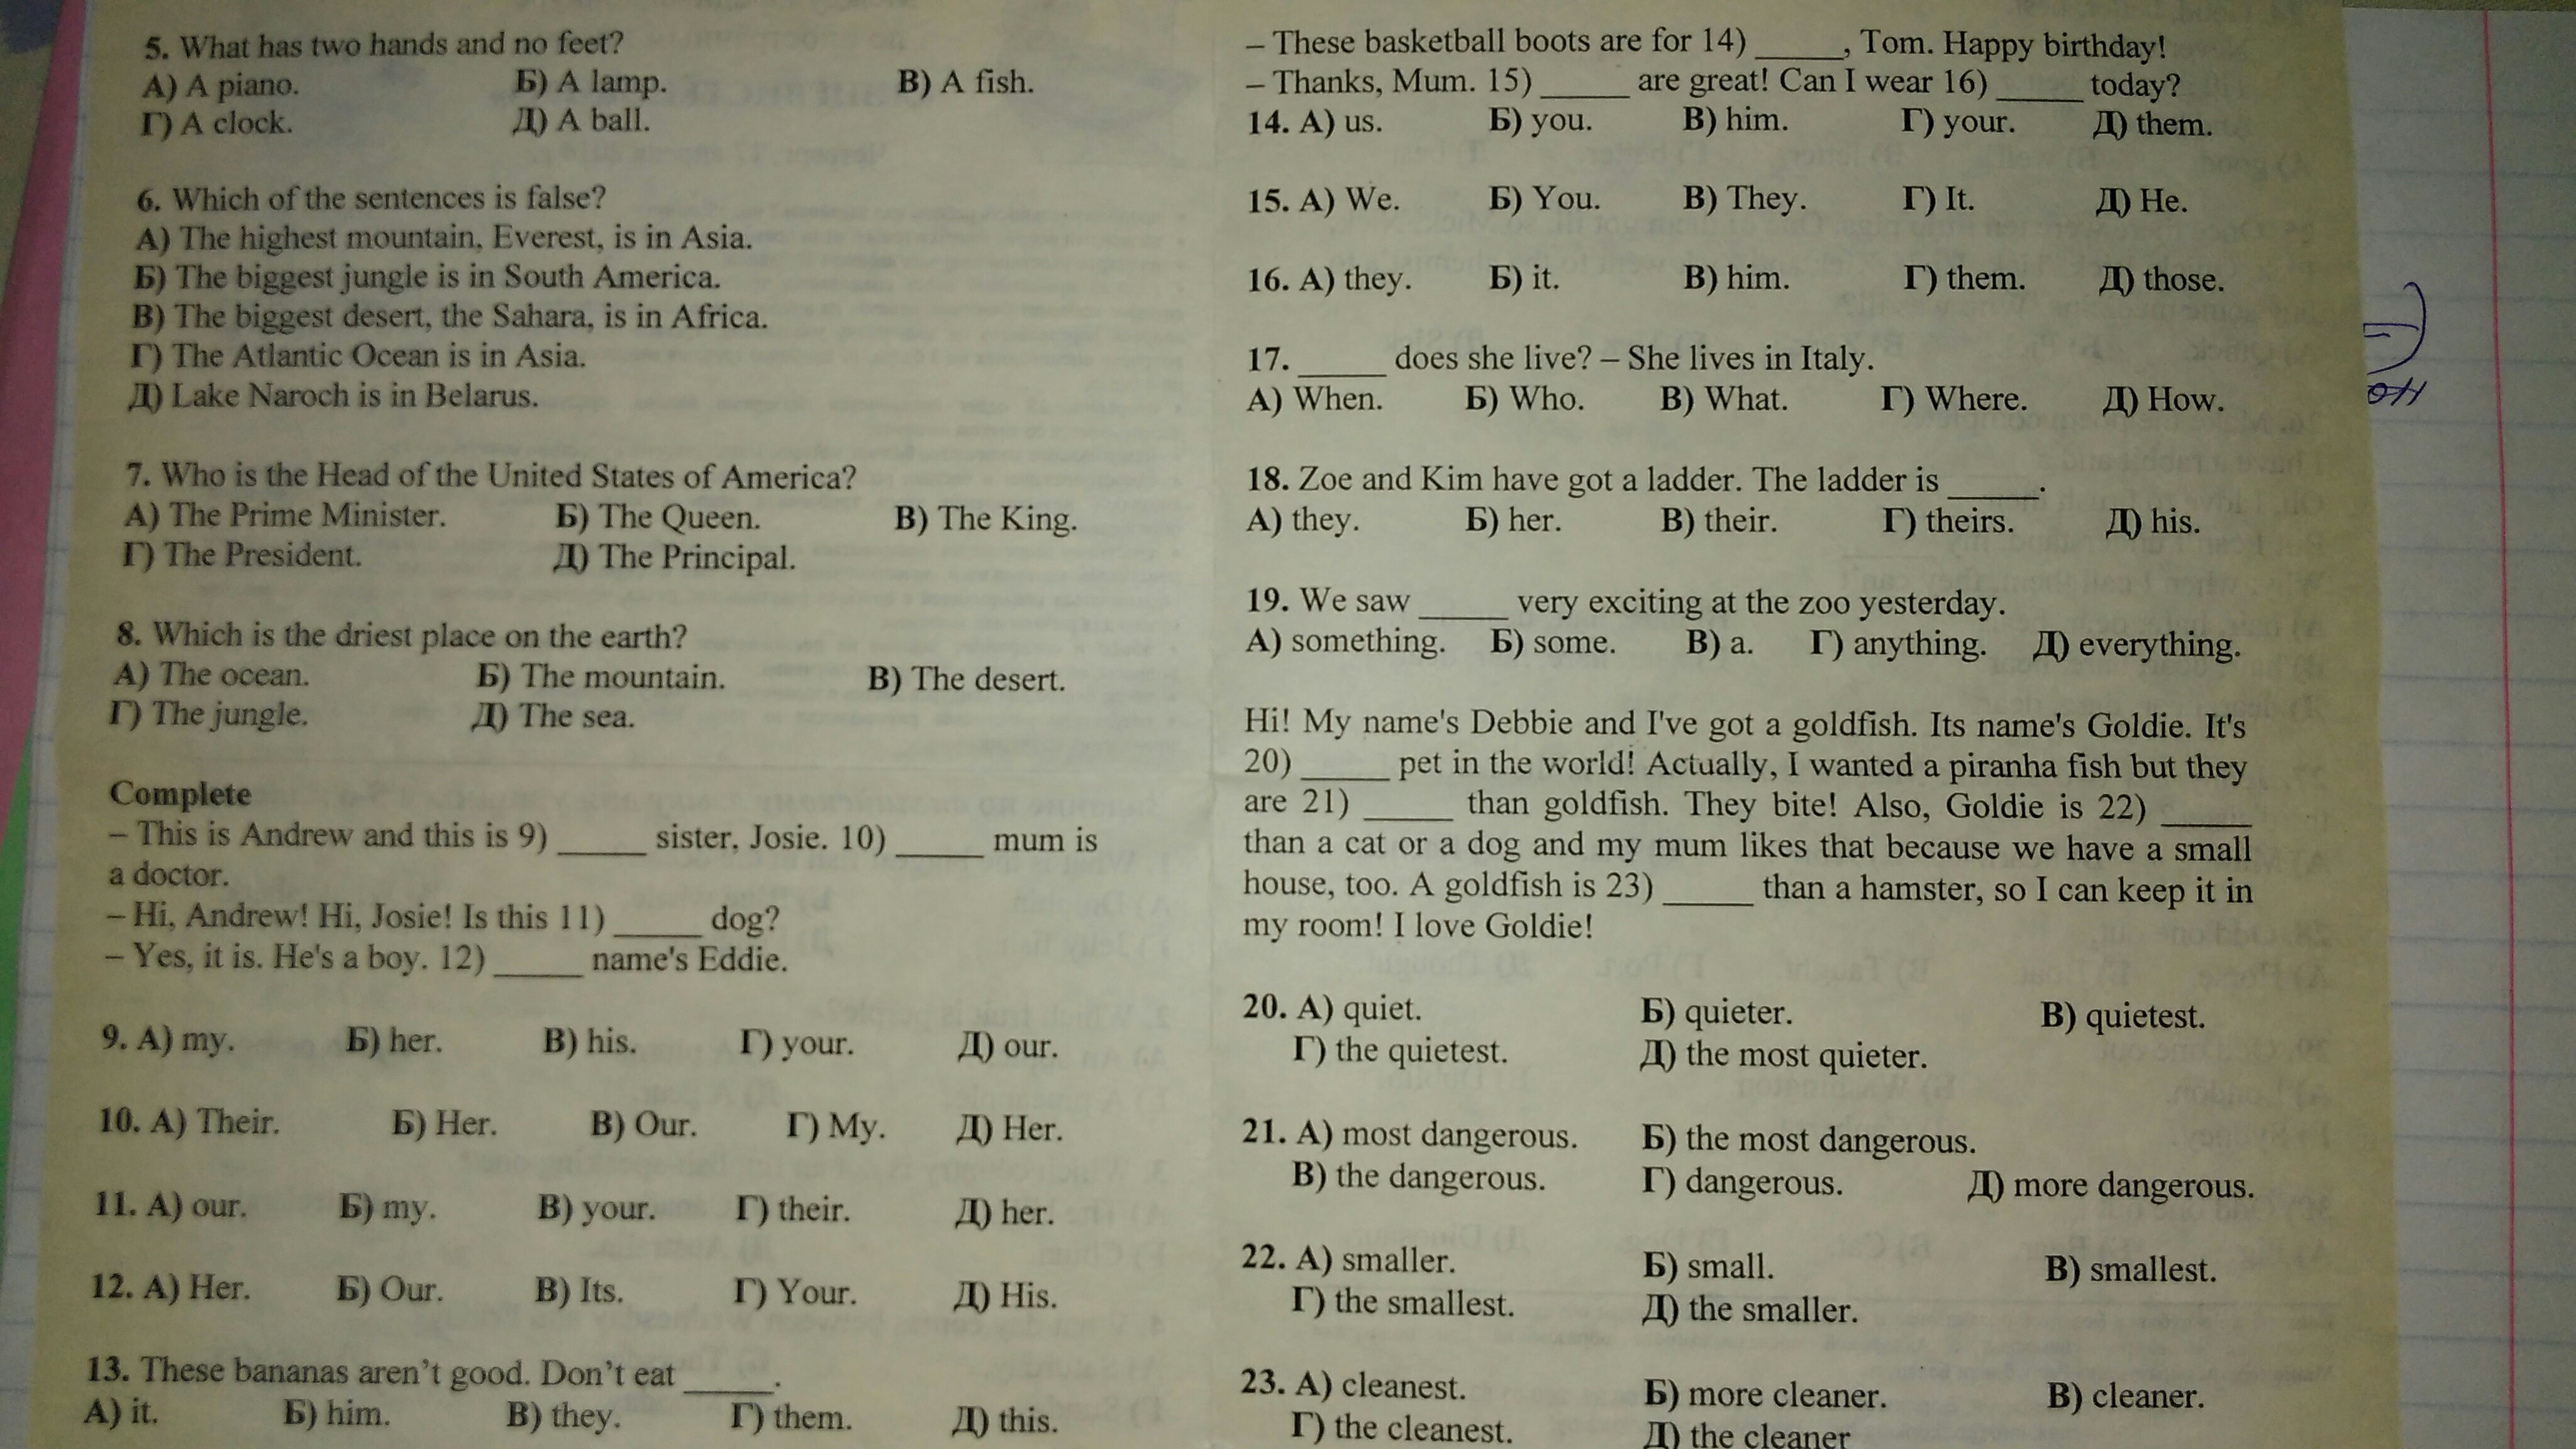 5. What has two hands and no feet?
А) A piano. Б) A lamp. В) A fish.
Г) A clock. Д) A ball.
6. Which of the sentences is false?
А) The highest mountain, Everest, is in Asia.
Б) The biggest jungle is in South America.
В) The biggest desert, the Sahara, is in Africa.
Г) The Atlantic Ocean is in Asia.
Д) Lake Naroch is in Belarus.
7. Who is the Head of the United States of America?
А) The Prime Minister. Б) The Queen. В) The King.
Г) The President. Д) The Principal.
8. Which is the driest place on the earth?
А) The ocean. Б) The mountain. В) The desert.
Г) The jungle. Д) The sea.
Complete
– This is Andrew and this is 9) _____ sister, Josie. 10) _____ mum is
a doctor.
– Hi, Andrew! Hi, Josie! Is this 11) _____ dog?
– Yes, it is. He's a boy. 12) _____ name's Eddie.
9. А) my. Б) her. В) his. Г) your. Д) our.
10. А) Their. Б) Her. В) Our. Г) My. Д) Her.
11. А) our. Б) my. В) your. Г) their. Д) her.
12. А) Her. Б) Our. В) Its. Г) Your. Д) His.
13. These bananas aren't good. Don't eat _____.
А) it. Б) him. В) they. Г) them. Д) this.
– These basketball boots are for 14) _____, Tom. Happy birthday!
– Thanks, Mum. 15) _____ are great! Can I wear 16) _____ today?
14. А) us. Б) you. В) him. Г) your. Д) them.
15. А) We. Б) You. В) They. Г) It. Д) He.
16. А) they. Б) it. В) him. Г) them. Д) those.
17. _____ does she live? – She lives in Italy.
А) When. Б) Who. В) What. Г) Where. Д) How.
18. Zoe and Kim have got a ladder. The ladder is _____.
А) they. Б) her. В) their. Г) theirs. Д) his.
19. We saw _____ very exciting at the zoo yesterday.
А) something. Б) some. В) a. Г) anything. Д) everything.
Hi! My name's Debbie and I've got a goldfish. Its name's Goldie. It's
20) _____ pet in the world! Actually, I wanted a piranha fish but they
are 21) _____ than goldfish. They bite! Also, Goldie is 22) _____
than a cat or a dog and my mum likes that because we have a small
house, too. A goldfish is 23) _____ than a hamster, so I can keep it in
my room! I love Goldie!
20. А) quiet. Б) quieter. В) quietest.
Г) the quietest. Д) the most quieter.
21. А) most dangerous. Б) the most dangerous.
В) the dangerous. Г) dangerous. Д) more dangerous.
22. А) smaller. Б) small. В) smallest.
Г) the smallest. Д) the smaller.
23. А) cleanest. Б) more cleaner. В) cleaner.
Г) the cleanest. Д) the cleaner